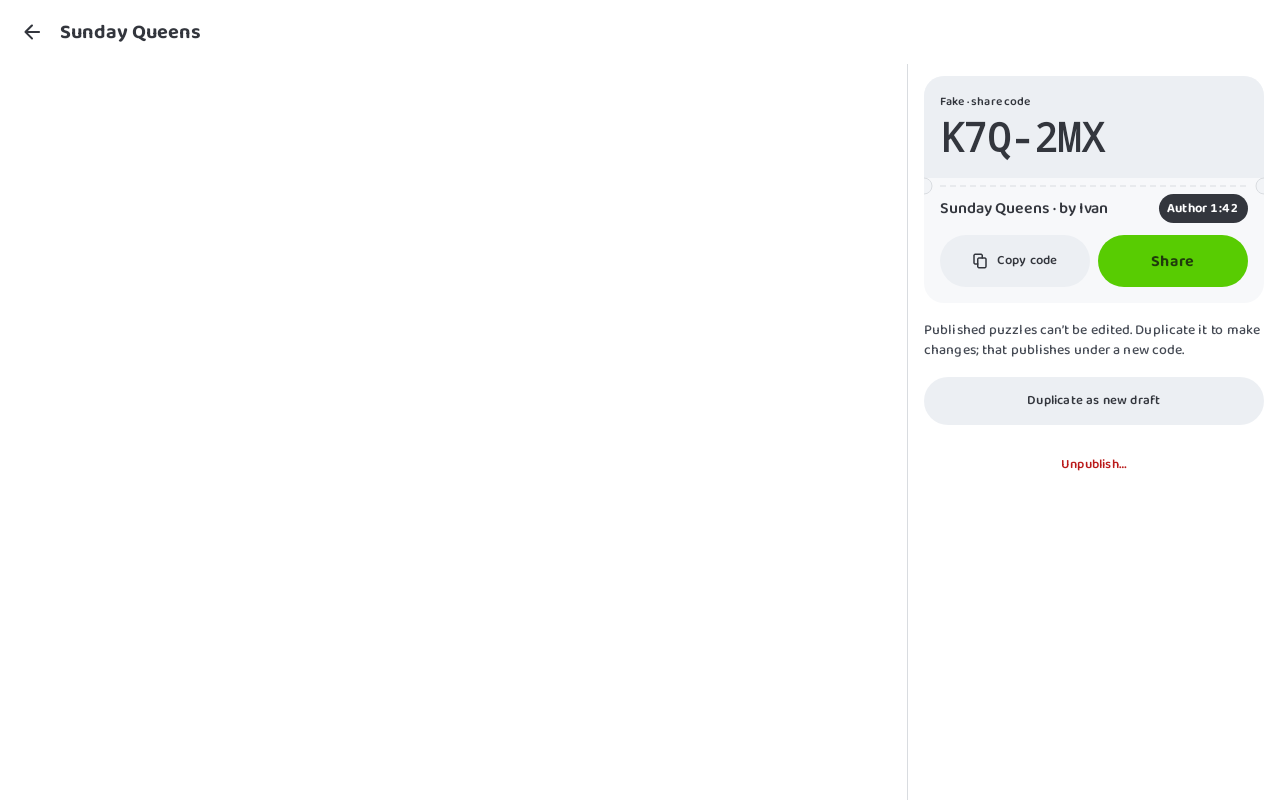 Sunday Queens
Fake · share code
K7Q-2MX
Sunday Queens · by Ivan
Author 1:42
Copy code
Share
Published puzzles can't be edited. Duplicate it to make
changes; that publishes under a new code.
Duplicate as new draft
Unpublish…